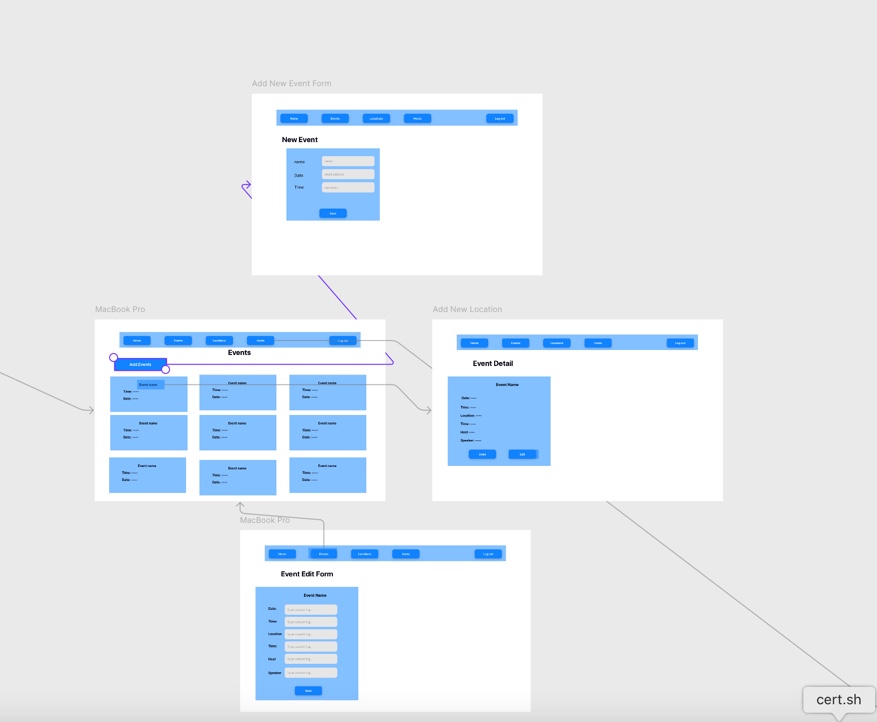 Add New Event Form
Home Events Locations About Log out
New Event
name
Date
Time
Save
MacBook Pro
Home Events Locations Log out
Events
Add Events
Event name Event name Event name
Time: ---- Time: ---- Time: ----
Date: ---- Date: ---- Date: ----
Event name Event name Event name
Time: ---- Time: ---- Time: ----
Date: ---- Date: ---- Date: ----
Event name Event name Event name
Time: ---- Time: ---- Time: ----
Date: ---- Date: ---- Date: ----
Add New Location
Home Events Locations Log out
Event Detail
Event Name
Date: ----
Time: ----
Location: ----
Time: ----
Host: ----
Speaker: ----
Edit
MacBook Pro
Home Events Locations Log out
Event Edit Form
Event Name
Date
Time
Location
Time
Host
Speaker
Save
cert.sh